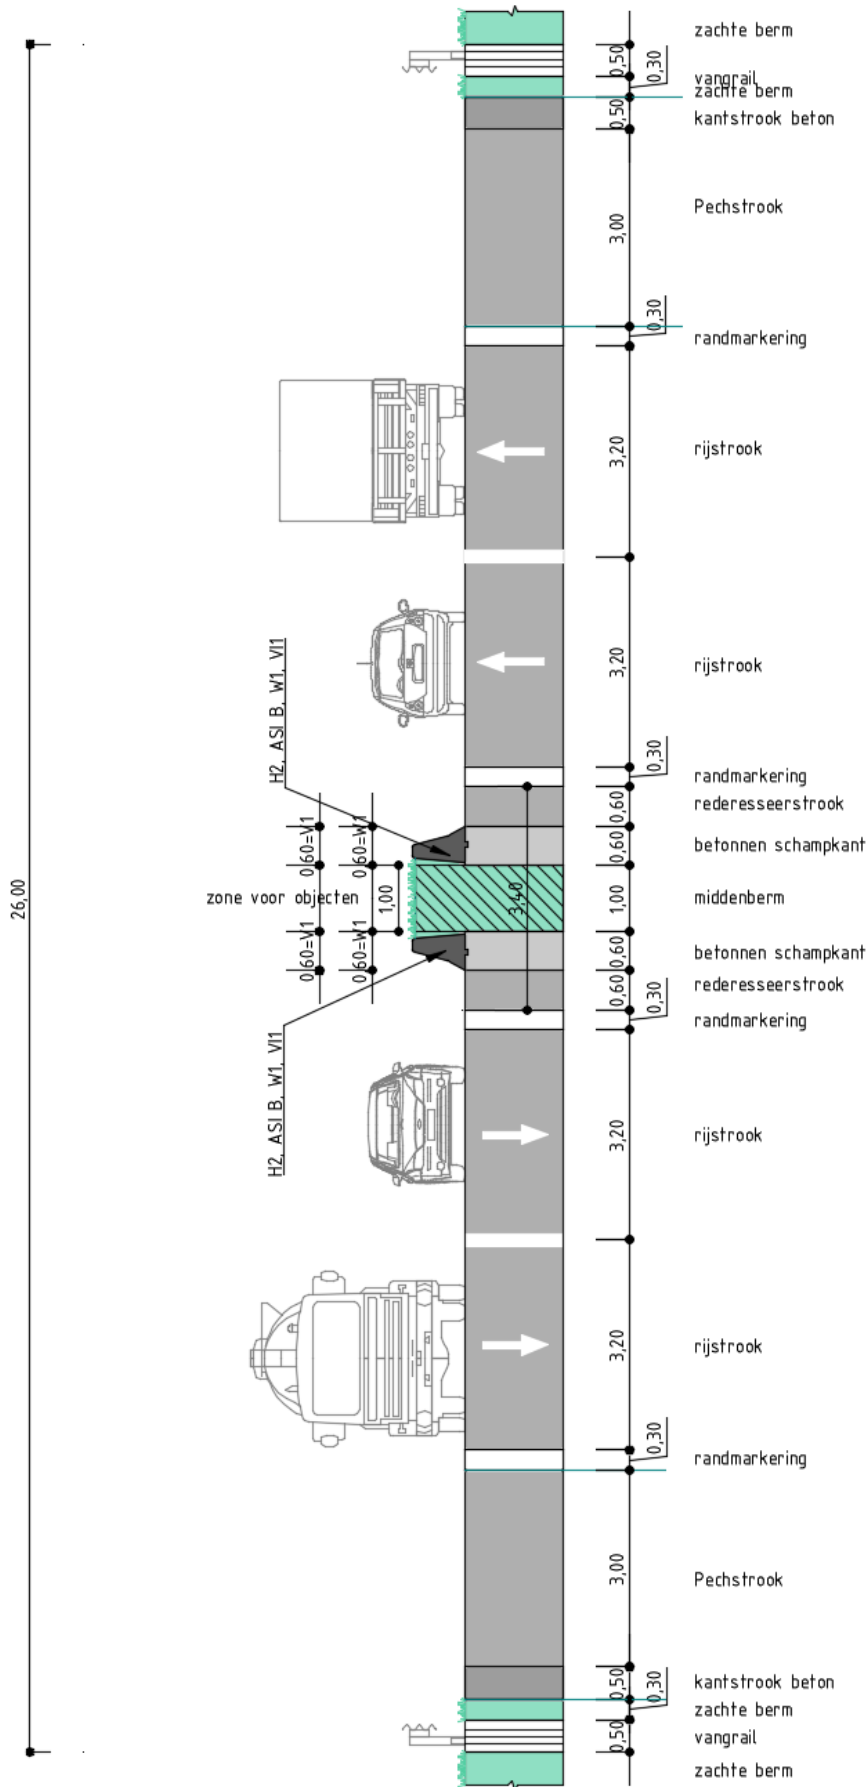 zachte berm
0,50
0,30
vangrail
zachte berm
0,50
kantstrook beton
3,00
Pechstrook
0,30
randmarkering
3,20
rijstrook
3,20
rijstrook
H2, ASI B, W1, VI1
0,30
randmarkering
0,60
rederesseerstrook
0,60=V1
0,60=W1
0,60
betonnen schampkant
26,00
zone voor objecten
1,00
3,40
1,00
middenberm
0,60=V1
0,60=W1
0,60
betonnen schampkant
0,60
rederesseerstrook
0,30
randmarkering
H2, ASI B, W1, VI1
3,20
rijstrook
3,20
rijstrook
0,30
randmarkering
3,00
Pechstrook
0,50
kantstrook beton
0,30
zachte berm
0,50
vangrail
zachte berm